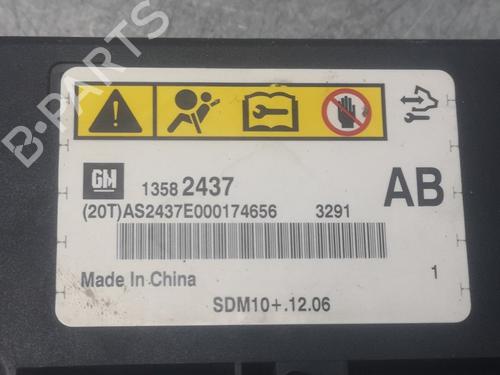 B-PARTS
GM 1358 2437 AB
(20T)AS2437E000174656 3291
Made In China 1
SDM10+.12.06